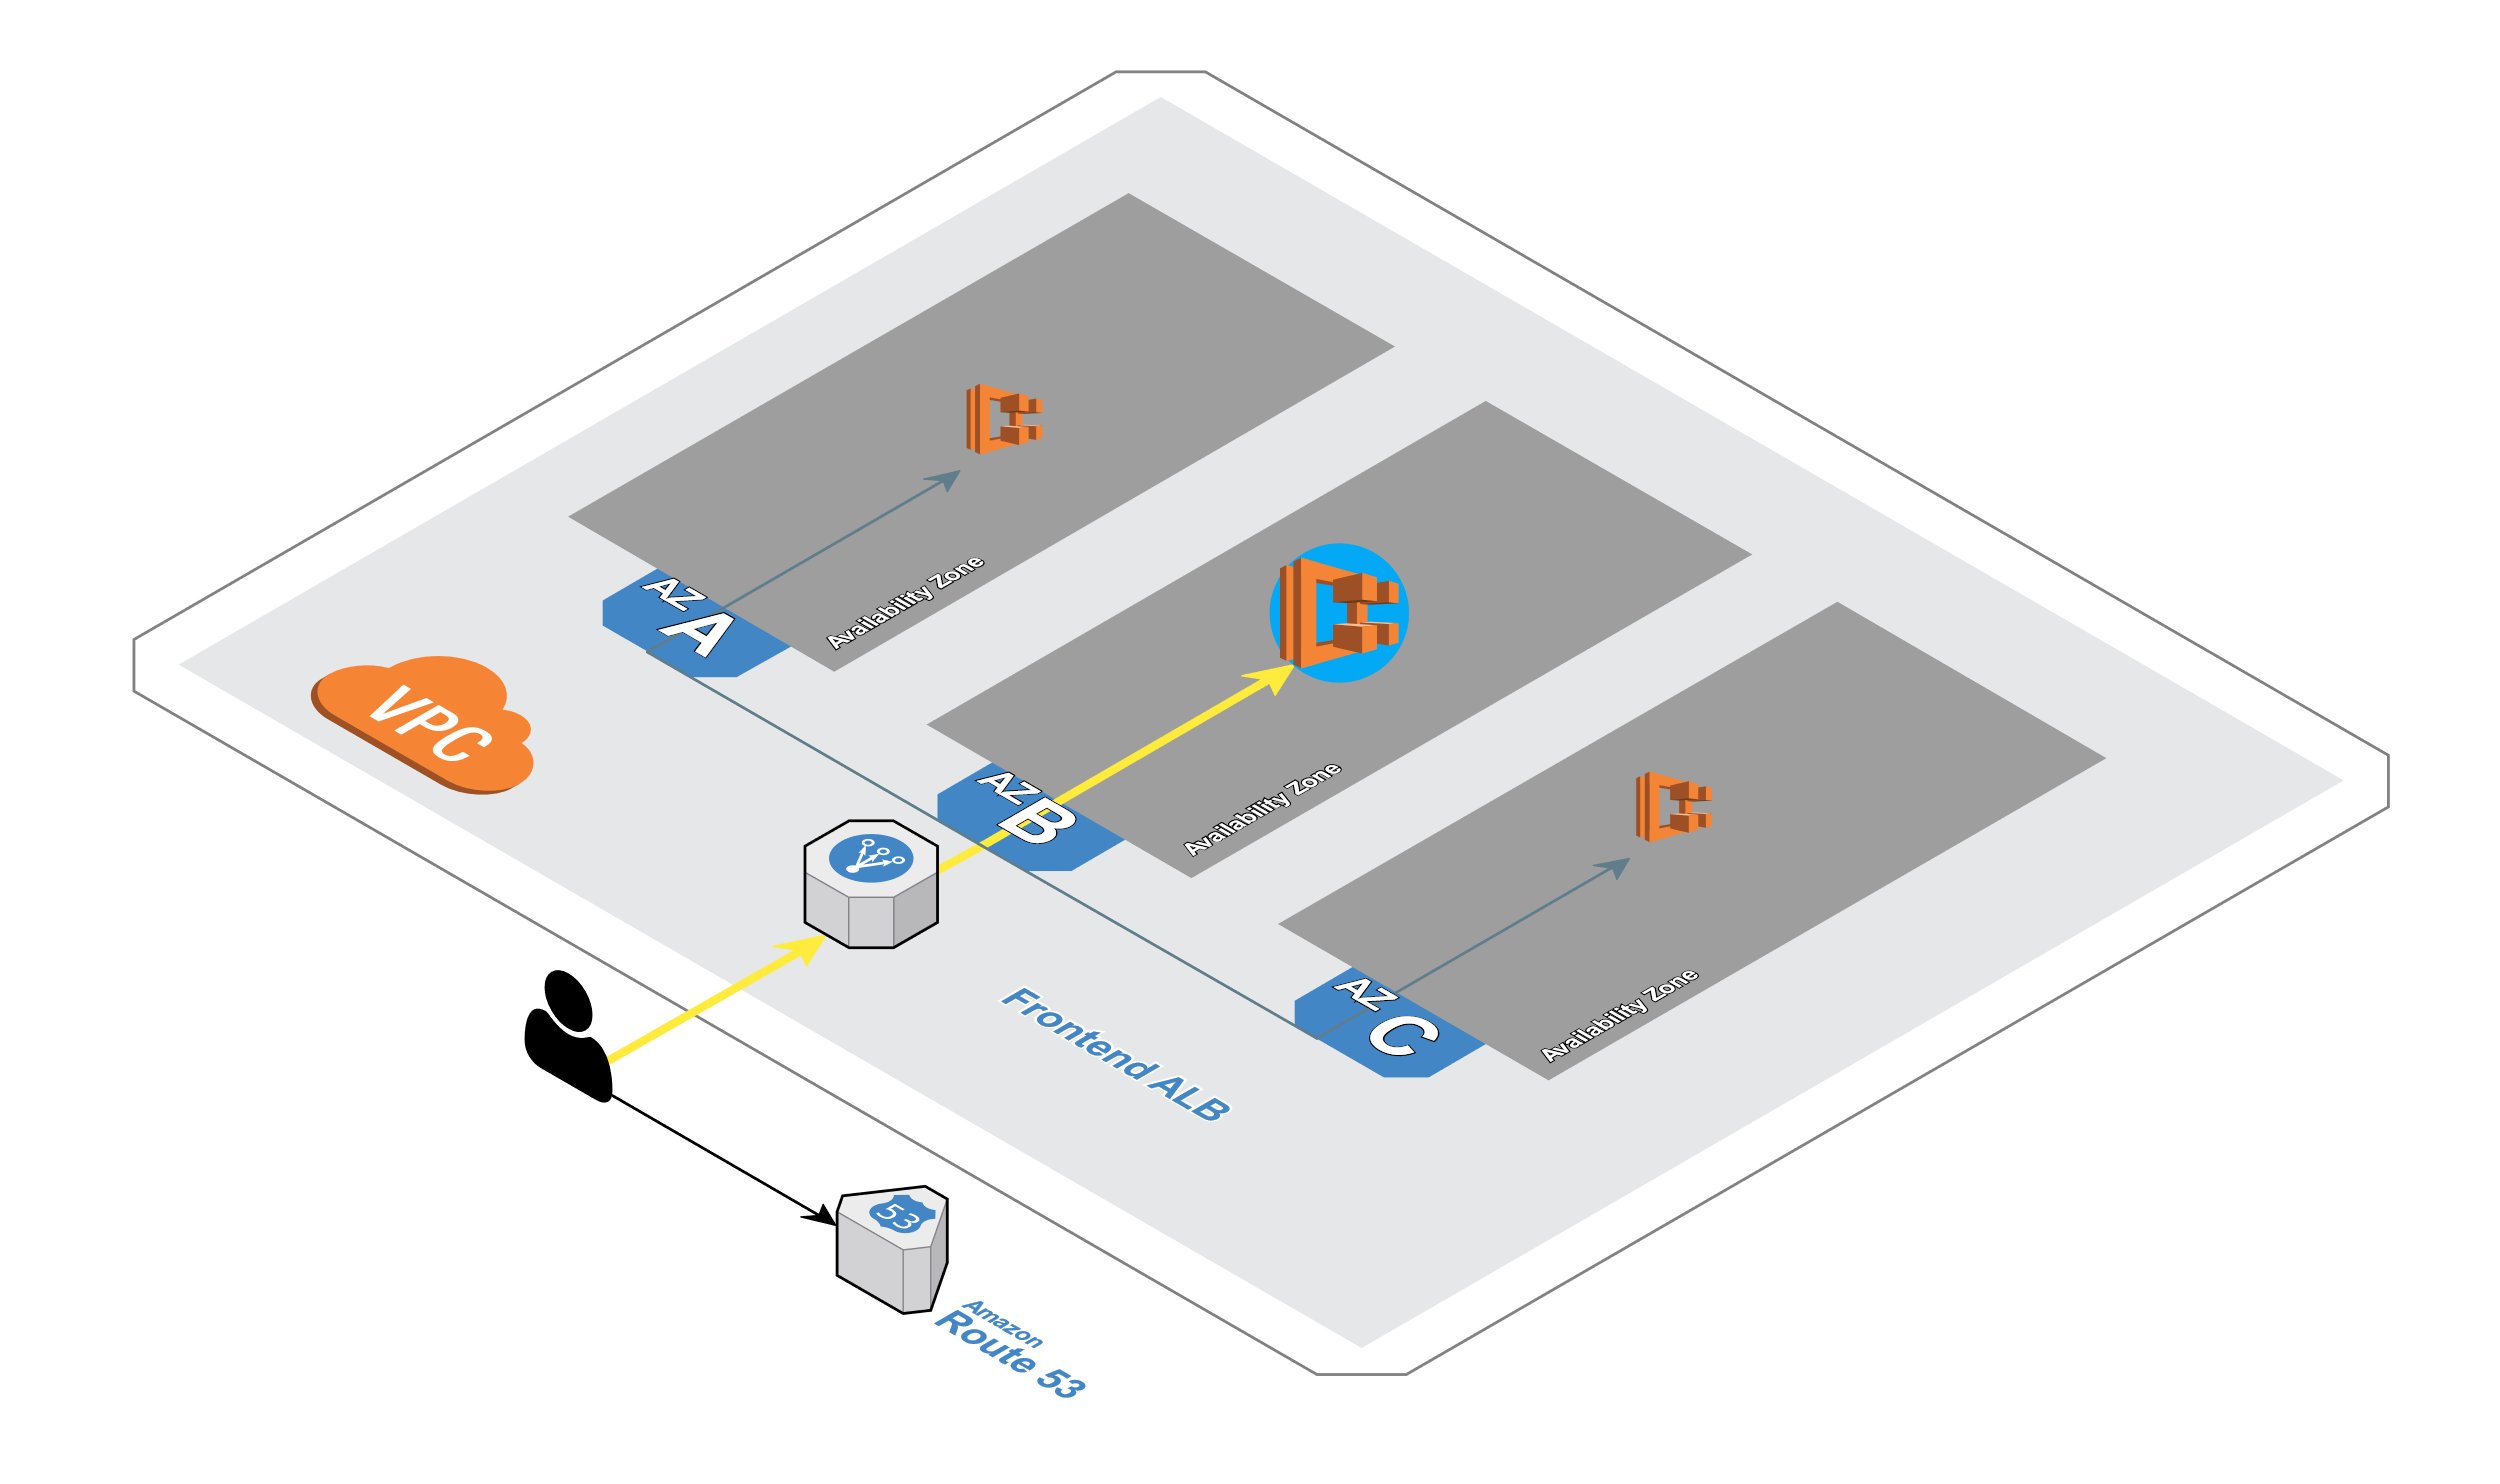 AZ
A
Availability Zone
VPC
AZ
B
Availability Zone
AZ
C
Availability Zone
Frontend ALB
53
Amazon
Route 53